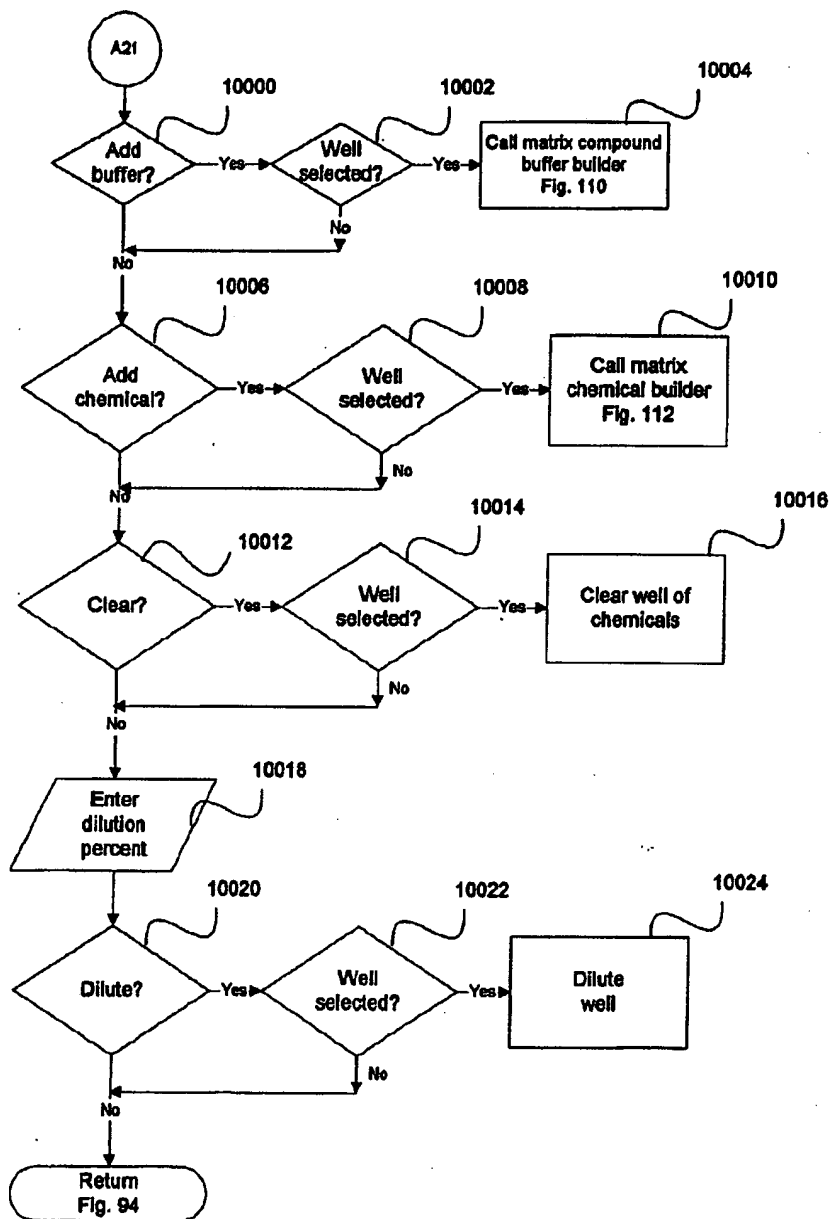 A21
10000
10002
10004
Add
buffer?
Yes
Well
selected?
Yes
Call matrix compound
buffer builder
Fig. 110
No
No
10006
10008
10010
Add
chemical?
Yes
Well
selected?
Yes
Call matrix
chemical builder
Fig. 112
No
No
10012
10014
10016
Clear?
Yes
Well
selected?
Yes
Clear well of
chemicals
No
No
10018
Enter
dilution
percent
10020
10022
10024
Dilute?
Yes
Well
selected?
Yes
Dilute
well
No
No
Return
Fig. 94